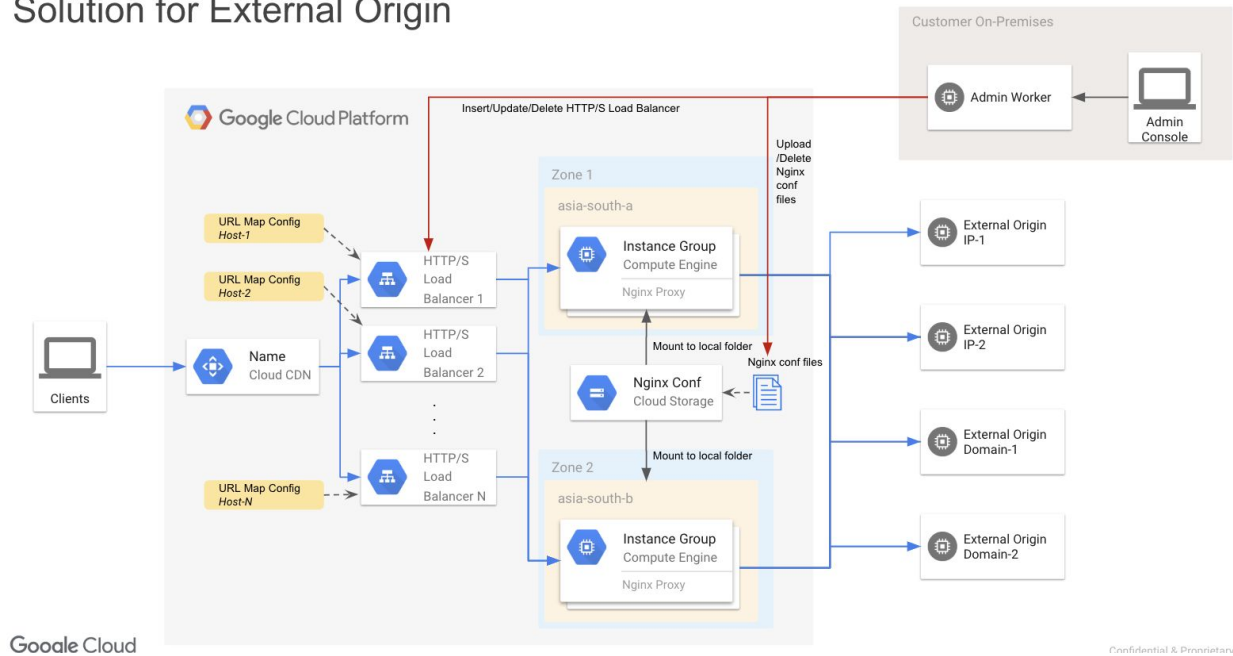 Solution for External Origin
Customer On-Premises
Admin Worker
Admin
Console
Google Cloud Platform
Insert/Update/Delete HTTP/S Load Balancer
Upload
/Delete
Nginx
conf
files
Zone 1
asia-south-a
Instance Group
Compute Engine
Nginx Proxy
URL Map Config
Host-1
HTTP/S
Load
Balancer 1
URL Map Config
Host-2
HTTP/S
Load
Balancer 2
.
.
.
HTTP/S
Load
Balancer N
URL Map Config
Host-N
Clients
Name
Cloud CDN
Mount to local folder
Nginx conf files
Nginx Conf
Cloud Storage
Mount to local folder
Zone 2
asia-south-b
Instance Group
Compute Engine
Nginx Proxy
External Origin
IP-1
External Origin
IP-2
External Origin
Domain-1
External Origin
Domain-2
Google Cloud
Confidential & Proprietary